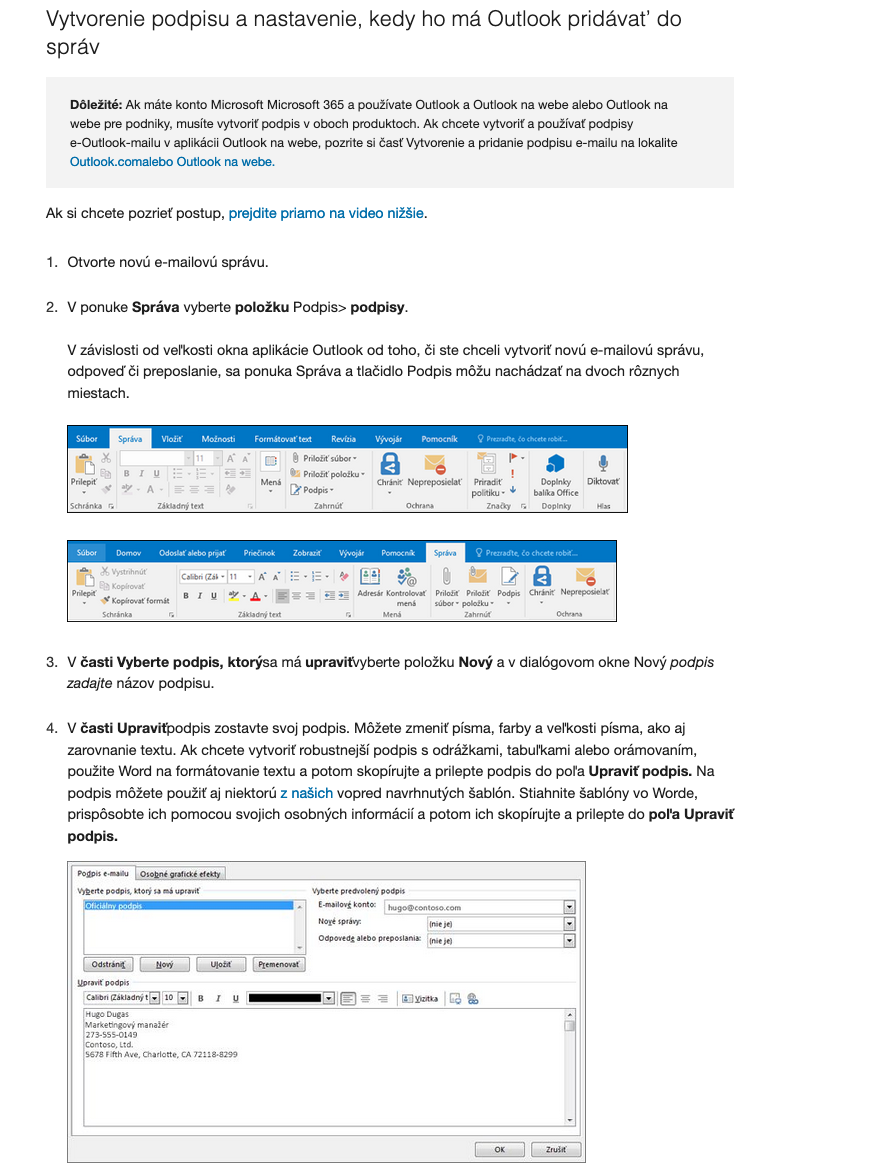 Vytvorenie podpisu a nastavenie, kedy ho má Outlook pridávať do
správ
Dôležité: Ak máte konto Microsoft Microsoft 365 a používate Outlook a Outlook na webe alebo Outlook na
webe pre podniky, musíte vytvoriť podpis v oboch produktoch. Ak chcete vytvoriť a používať podpisy
e-Outlook-mailu v aplikácii Outlook na webe, pozrite si časť Vytvorenie a pridanie podpisu e-mailu na lokalite
Outlook.comalebo Outlook na webe.
Ak si chcete pozrieť postup, prejdite priamo na video nižšie.
1. Otvorte novú e-mailovú správu.
2. V ponuke Správa vyberte položku Podpis> podpisy.
V závislosti od veľkosti okna aplikácie Outlook od toho, či ste chceli vytvoriť novú e-mailovú správu,
odpoveď či preposlanie, sa ponuka Správa a tlačidlo Podpis môžu nachádzať na dvoch rôznych
miestach.
Súbor Správa Vložiť Možnosti Formátovať text Revízia Vývojár Pomocník Prezraďte, čo chcete robiť...
11 Priložiť súbor
Prilepiť B I U Mená Priložiť položku Chrániť Nepreposielať Priradiť politiku Doplnky balíka Office Diktovať
Podpis
Schránka Základný text Zahrnúť Ochrana Značky Doplnky Hlas
Súbor Domov Odoslať alebo prijať Priečinok Zobraziť Vývojár Pomocník Správa Prezraďte, čo chcete robiť...
Vystrihnúť Calibri (Zák 11
Kopírovať
Prilepiť Kopírovať formát B I U Adresár Kontrolovať mená Priložiť súbor Priložiť položku Podpis Chrániť Nepreposielať
Schránka Základný text Mená Zahrnúť Ochrana
3. V časti Vyberte podpis, ktorýsa má upraviťvyberte položku Nový a v dialógovom okne Nový podpis
zadajte názov podpisu.
4. V časti Upraviťpodpis zostavte svoj podpis. Môžete zmeniť písma, farby a veľkosti písma, ako aj
zarovnanie textu. Ak chcete vytvoriť robustnejší podpis s odrážkami, tabuľkami alebo orámovaním,
použite Word na formátovanie textu a potom skopírujte a prilepte podpis do poľa Upraviť podpis. Na
podpis môžete použiť aj niektorú z našich vopred navrhnutých šablón. Stiahnite šablóny vo Worde,
prispôsobte ich pomocou svojich osobných informácií a potom ich skopírujte a prilepte do poľa Upraviť
podpis.
Podpis e-mailu Osobné grafické efekty
Vyberte podpis, ktorý sa má upraviť Vyberte predvolený podpis
Oficiálny podpis E-mailové konto: hugo@contoso.com
Nové správy: (nie je)
Odpovede alebo preposlania: (nie je)
Odstrániť Nový Uložiť Premenovať
Upraviť podpis
Calibri (Základný t 10 B I U Vizitka
Hugo Dugas
Marketingový manažér
273-555-0149
Contoso, Ltd.
5678 Fifth Ave, Charlotte, CA 72118-8299
OK Zrušiť